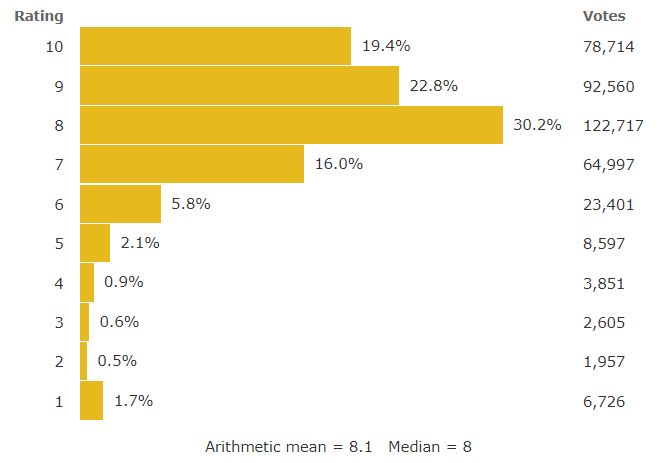 Rating Votes
10 19.4% 78,714
9 22.8% 92,560
8 30.2% 122,717
7 16.0% 64,997
6 5.8% 23,401
5 2.1% 8,597
4 0.9% 3,851
3 0.6% 2,605
2 0.5% 1,957
1 1.7% 6,726
Arithmetic mean = 8.1 Median = 8